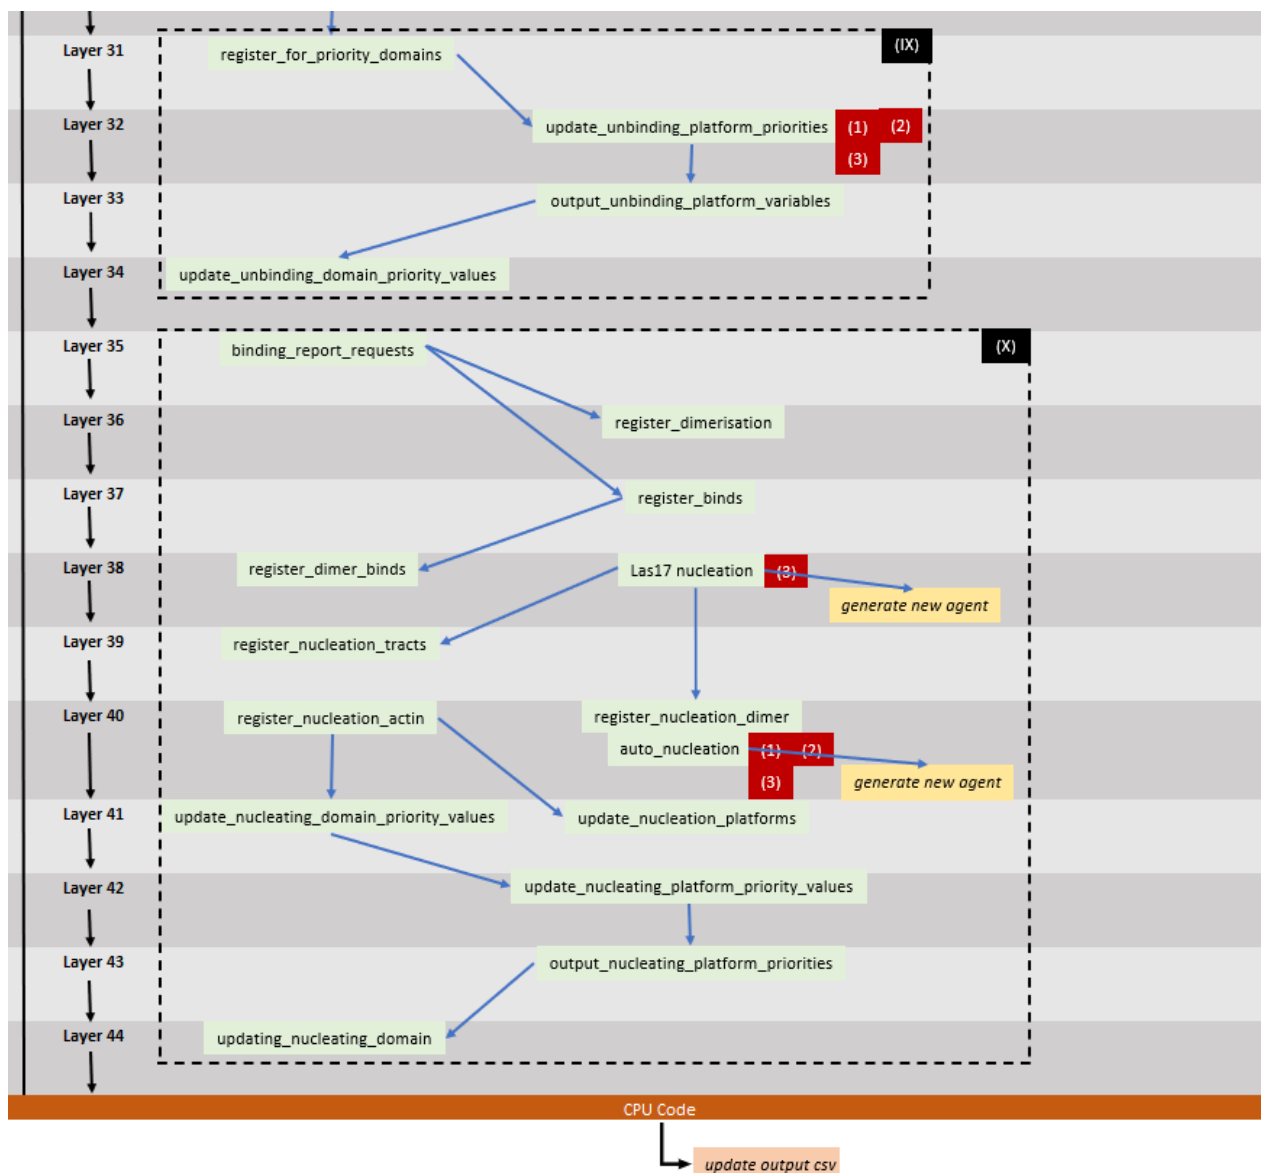 Layer 31
register_for_priority_domains
(IX)
Layer 32
update_unbinding_platform_priorities
(1)
(2)
(3)
Layer 33
output_unbinding_platform_variables
Layer 34
update_unbinding_domain_priority_values
Layer 35
binding_report_requests
(X)
Layer 36
register_dimerisation
Layer 37
register_binds
Layer 38
register_dimer_binds
Las17 nucleation
(3)
generate new agent
Layer 39
register_nucleation_tracts
Layer 40
register_nucleation_actin
register_nucleation_dimer
auto_nucleation
(1)
(2)
(3)
generate new agent
Layer 41
update_nucleating_domain_priority_values
update_nucleation_platforms
Layer 42
update_nucleating_platform_priority_values
Layer 43
output_nucleating_platform_priorities
Layer 44
updating_nucleating_domain
CPU Code
update output csv